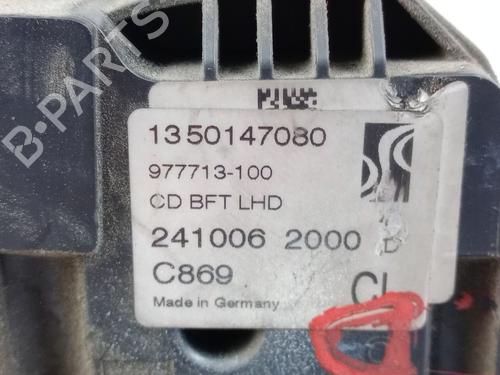 B-PARTS
1350147080
977713-100
CD BFT LHD
241006 2000 D
C869
Made in Germany